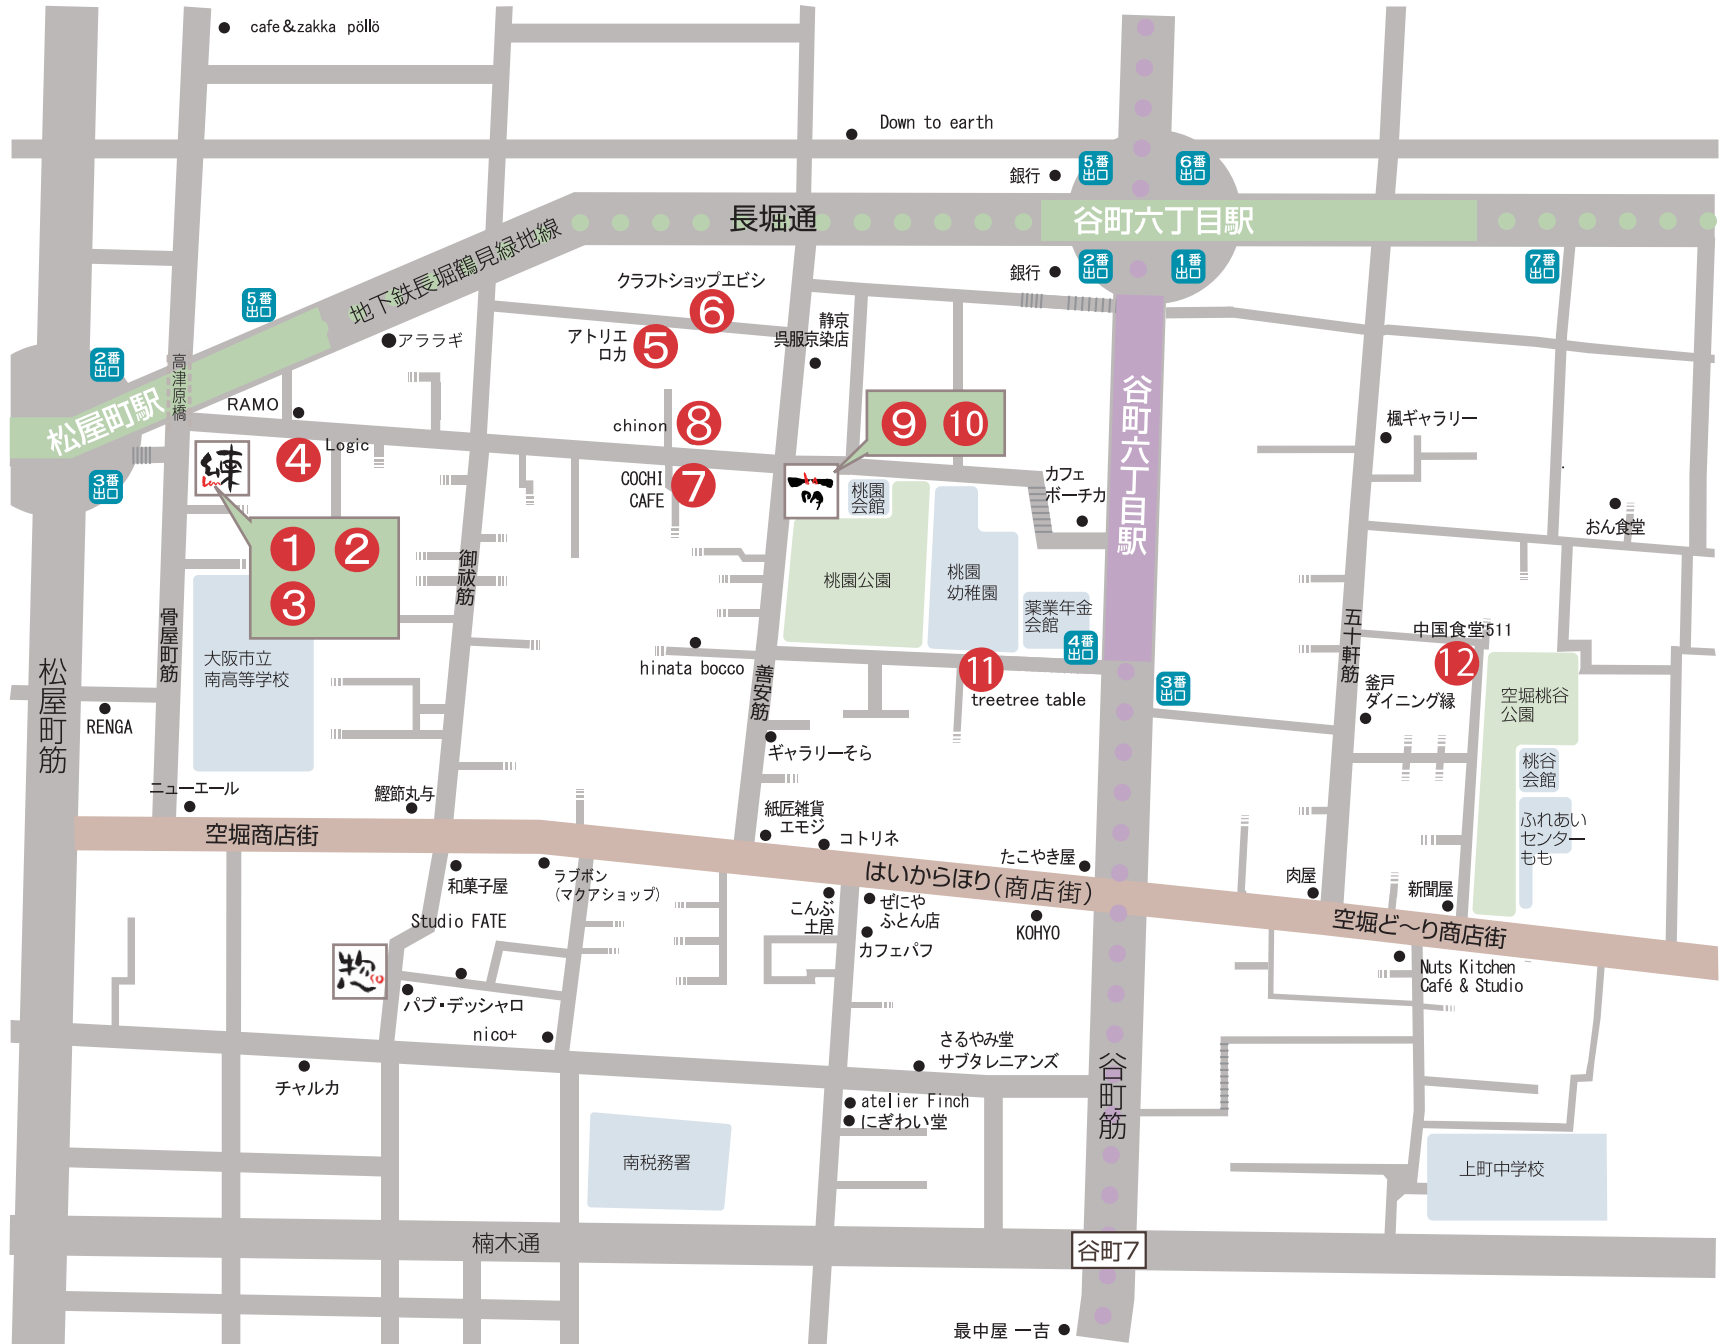 cafe&zakka pöllö
Down to earth
銀行
5番
出口
6番
出口
長堀通
谷町六丁目駅
地下鉄長堀鶴見緑地線
銀行
2番
出口
1番
出口
7番
出口
クラフトショップエビシ
6
5番
出口
アトリエ
ロカ
5
静京
呉服京染店
アララギ
2番
出口
高津原橋
松屋町駅
3番
出口
RAMO
Logic
4
練
1
2
3
chinon
8
COCHI
CAFE
7
9
10
萌
桃園
会館
カフェ
ボーチカ
谷町六丁目駅
楓ギャラリー
おん食堂
桃園公園
桃園
幼稚園
薬業年金
会館
4番
出口
御祓筋
骨屋町筋
大阪市立
南高等学校
hinata bocco
善安筋
11
treetree table
3番
出口
五十軒筋
中国食堂511
12
釜戸
ダイニング縁
空堀桃谷
公園
桃谷
会館
ふれあい
センター
もも
松屋町筋
RENGA
ギャラリーそら
ニューエール
鰹節丸与
紙匠雑貨
エモジ
コトリネ
空堀商店街
はいからほり(商店街)
たこやき屋
肉屋
新聞屋
空堀ど〜り商店街
和菓子屋
ラブボン
(マクアショップ)
Studio FATE
こんぶ
土居
ぜにや
ふとん店
カフェパフ
KOHYO
Nuts Kitchen
Café & Studio
惣
パブ・デッシャロ
nico+
チャルカ
さるやみ堂
サブタレニアンズ
谷町筋
atelier Finch
にぎわい堂
南税務署
上町中学校
楠木通
谷町7
最中屋 一吉